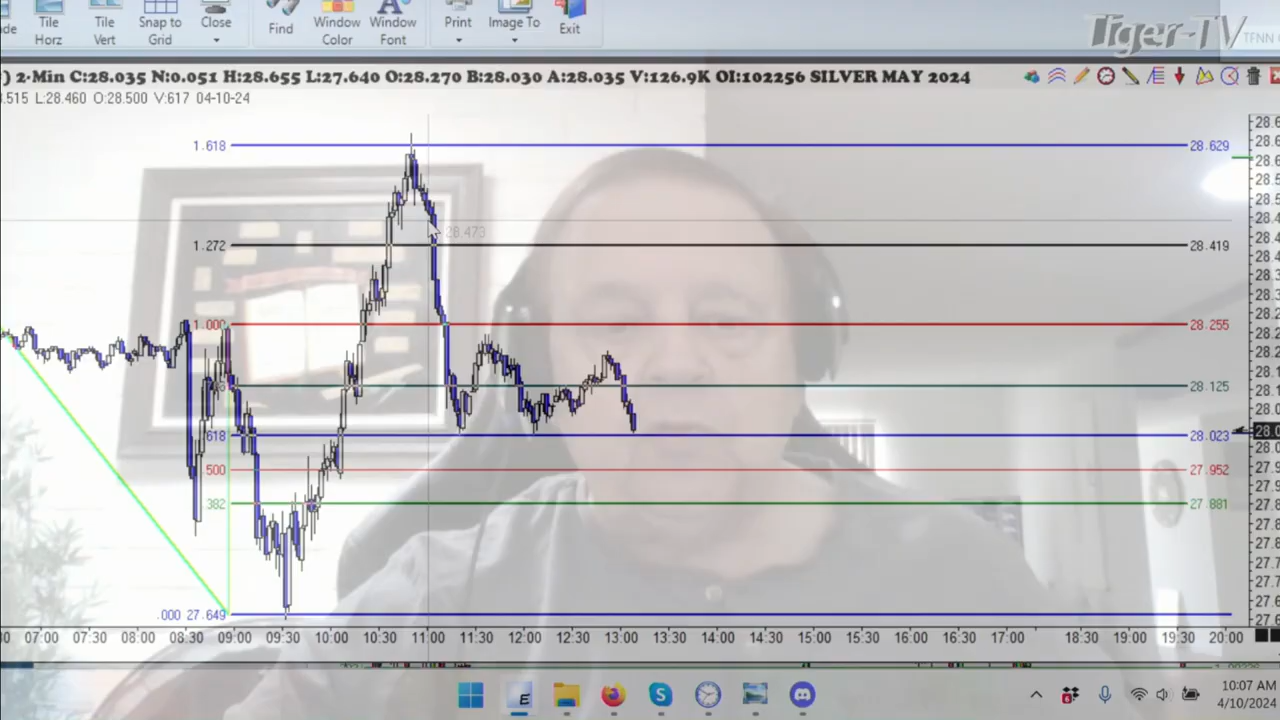 Tile Horz
Tile Vert
Snap to Grid
Close
Find
Window Color
Window Font
Print
Image To
Exit
Tiger-TV
TFNN
) 2-Min C:28.035 N:0.051 H:28.655 L:27.640 O:28.270 B:28.030 A:28.035 V:126.9K OI:102256 SILVER MAY 2024
.515 L:28.460 O:28.500 V:617 04-10-24
1.618 28.629
28.473
1.272 28.419
1.000 28.255
28.125
618 28.023
500 27.952
382 27.881
.000 27.649
07:00 07:30 08:00 08:30 09:00 09:30 10:00 10:30 11:00 11:30 12:00 12:30 13:00 13:30 14:00 14:30 15:00 15:30 16:00 16:30 17:00 18:30 19:00 19:30 20:00
10:07 AM
4/10/2024